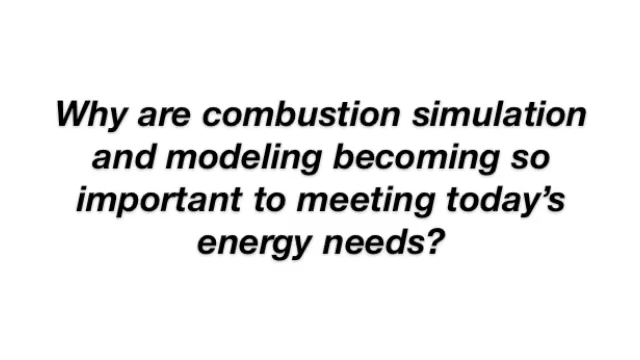 Why are combustion simulation
and modeling becoming so
important to meeting today’s
energy needs?